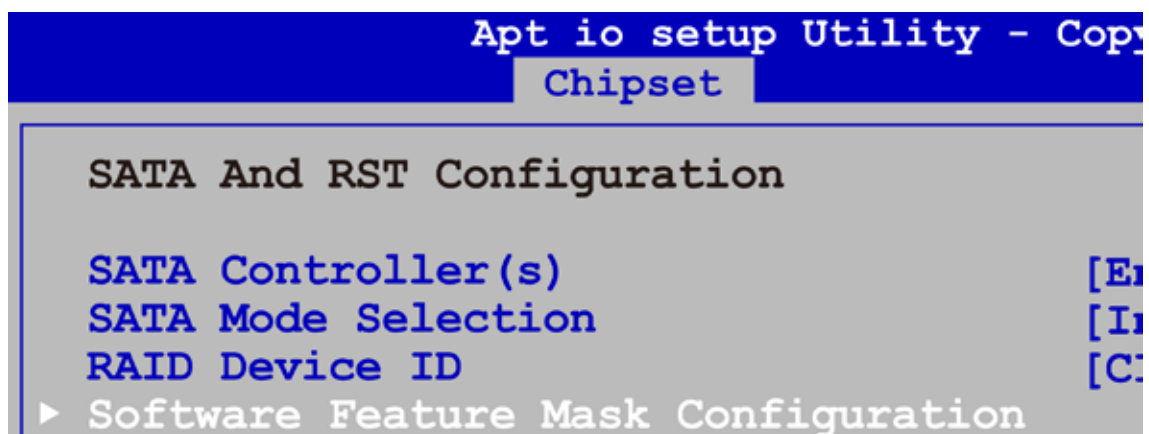 Apt io setup Utility -
Chipset
SATA And RST Configuration
SATA Controller(s)
SATA Mode Selection
RAID Device ID
Software Feature Mask Configuration